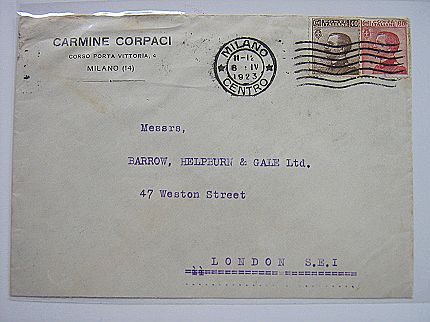 CARMINE CORPACI
CORSO PORTA VITTORIA,
MILANO (14)
MILANO
11-12
8 · IV
1923
CENTRO
Messrs,
BARROW, HELPBURN & GALE Ltd.
47 Weston Street
LONDON S.E.I